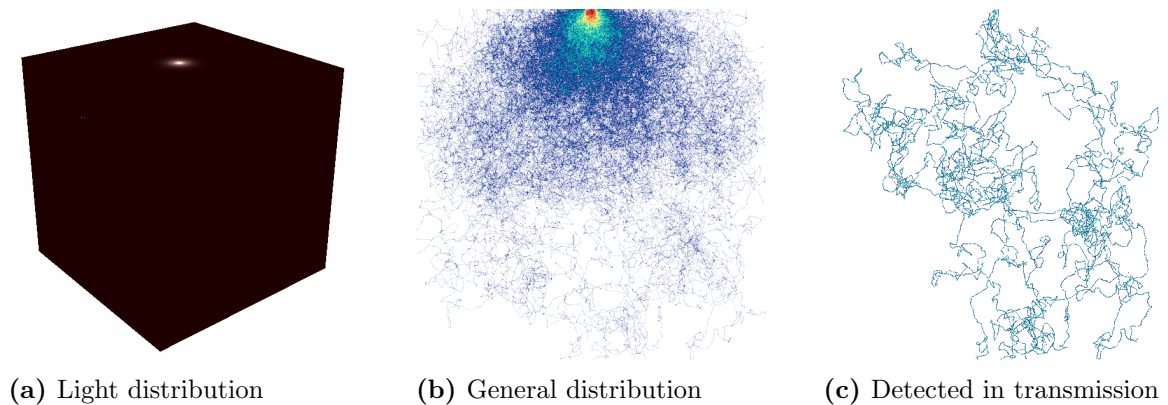 (a) Light distribution
(b) General distribution
(c) Detected in transmission